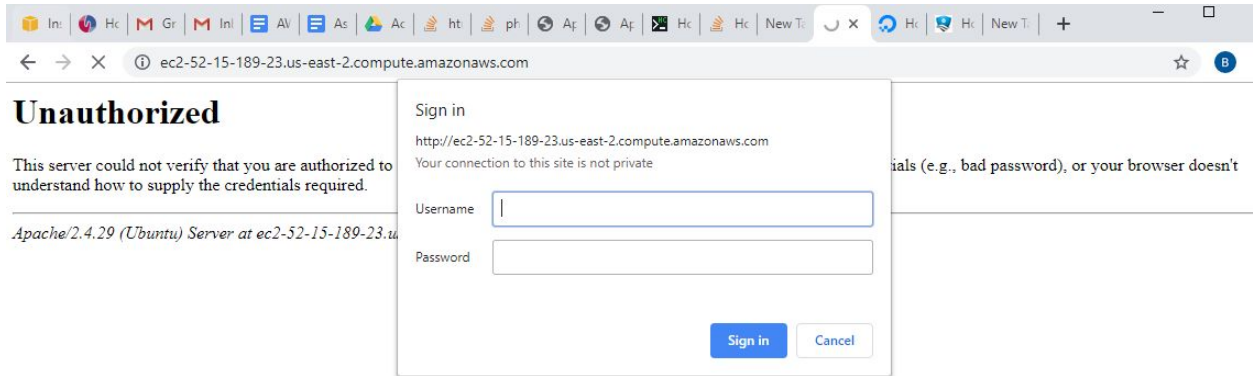 In:
Hc
Gr
Inl
AV
As
Ac
ht
ph
Ap
Ap
Hc
Hc
New Ta
Hc
Hc
New Ta
ec2-52-15-189-23.us-east-2.compute.amazonaws.com
B
Unauthorized
This server could not verify that you are authorized to
ials (e.g., bad password), or your browser doesn't
understand how to supply the credentials required.
Apache/2.4.29 (Ubuntu) Server at ec2-52-15-189-23.u
Sign in
http://ec2-52-15-189-23.us-east-2.compute.amazonaws.com
Your connection to this site is not private
Username
Password
Sign in
Cancel